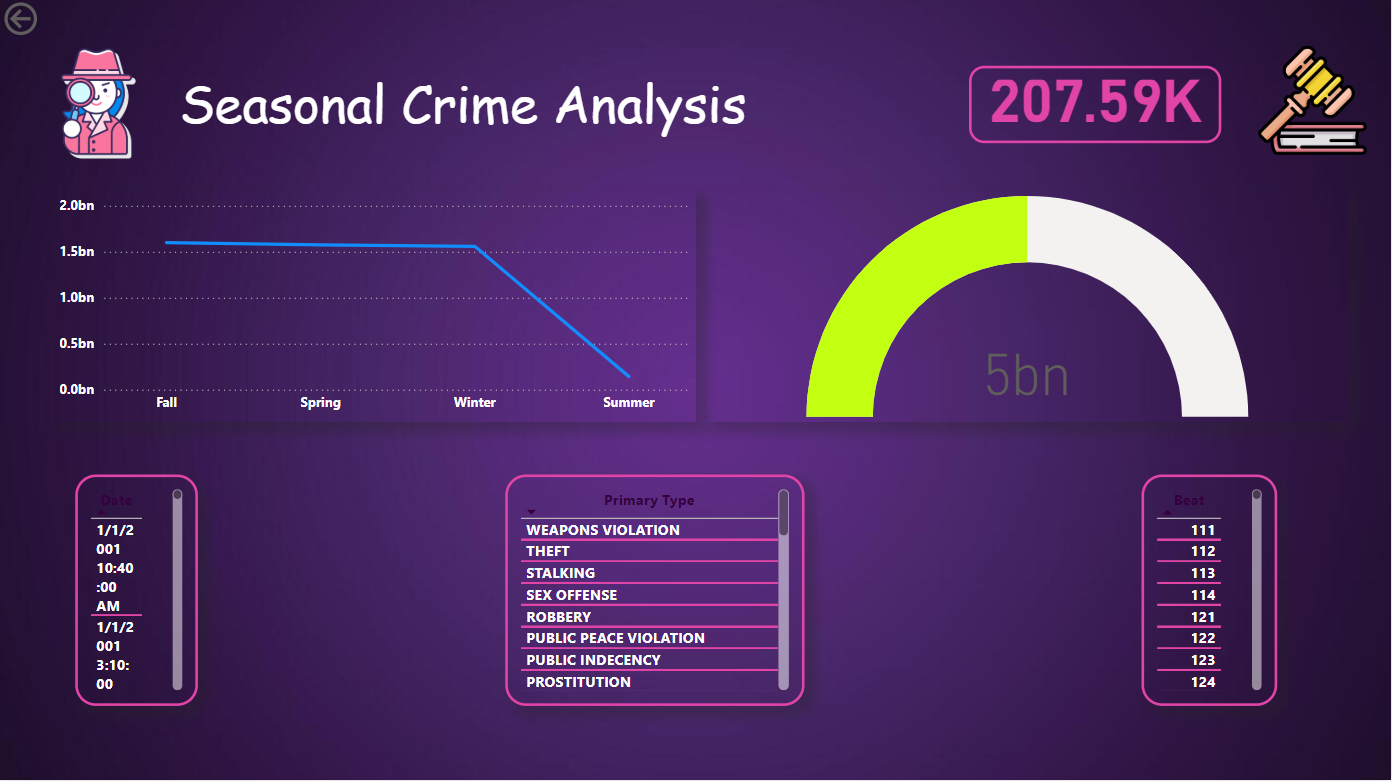 Seasonal Crime Analysis
207.59K
2.0bn
1.5bn
1.0bn
0.5bn
0.0bn
Fall Spring Winter Summer
5bn
Date
1/1/2
001
10:40
:00
AM
1/1/2
001
3:10:
00
Primary Type
WEAPONS VIOLATION
THEFT
STALKING
SEX OFFENSE
ROBBERY
PUBLIC PEACE VIOLATION
PUBLIC INDECENCY
PROSTITUTION
Beat
111
112
113
114
121
122
123
124